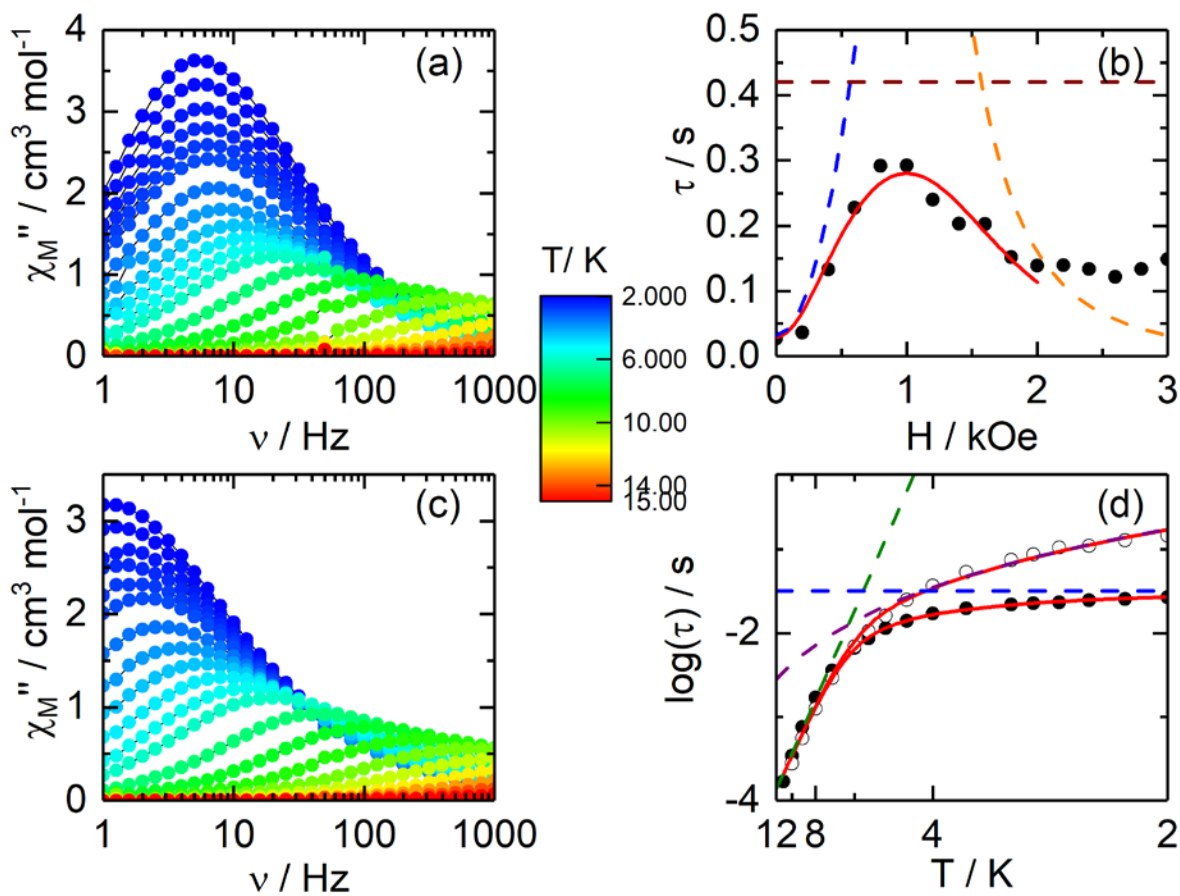 (a)
χM'' / cm³ mol⁻¹
4
3
2
1
0
1 10 100 1000
ν / Hz
(b)
τ / s
0.5
0.4
0.3
0.2
0.1
0.0
0 1 2 3
H / kOe
T/ K
2.000
6.000
10.00
14.00
15.00
(c)
χM'' / cm³ mol⁻¹
3
2
1
0
1 10 100 1000
ν / Hz
(d)
log(τ) / s
-2
-4
12 8 4 2
T / K